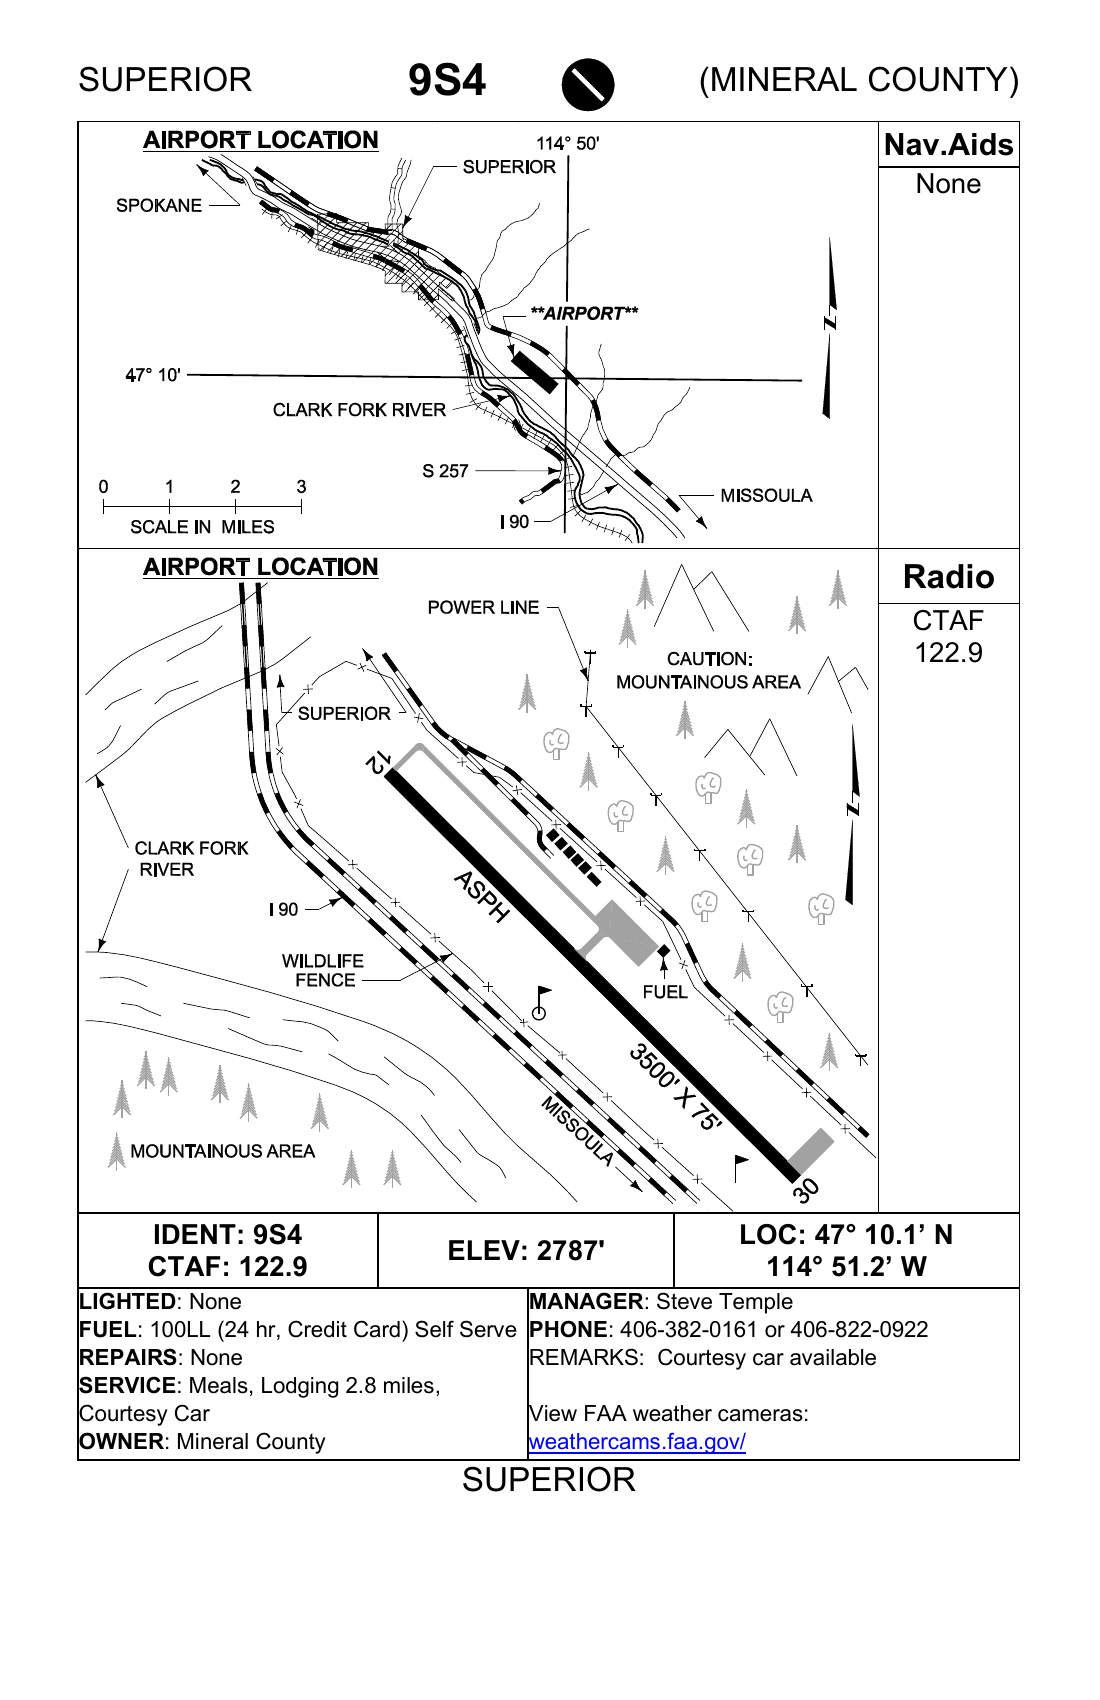 SUPERIOR 9S4 (MINERAL COUNTY)
AIRPORT LOCATION
114° 50'
SUPERIOR
SPOKANE
**AIRPORT**
N
47° 10'
CLARK FORK RIVER
S 257
0 1 2 3
SCALE IN MILES
MISSOULA
I 90
Nav.Aids
None
AIRPORT LOCATION
POWER LINE
CAUTION:
MOUNTAINOUS AREA
SUPERIOR
12
N
CLARK FORK
RIVER
ASPH
I 90
WILDLIFE
FENCE
FUEL
3500' X 75'
MISSOULA
MOUNTAINOUS AREA
30
Radio
CTAF
122.9
IDENT: 9S4
CTAF: 122.9
ELEV: 2787'
LOC: 47° 10.1’ N
114° 51.2’ W
LIGHTED: None
FUEL: 100LL (24 hr, Credit Card) Self Serve
REPAIRS: None
SERVICE: Meals, Lodging 2.8 miles,
Courtesy Car
OWNER: Mineral County
MANAGER: Steve Temple
PHONE: 406-382-0161 or 406-822-0922
REMARKS: Courtesy car available
View FAA weather cameras:
weathercams.faa.gov/
SUPERIOR